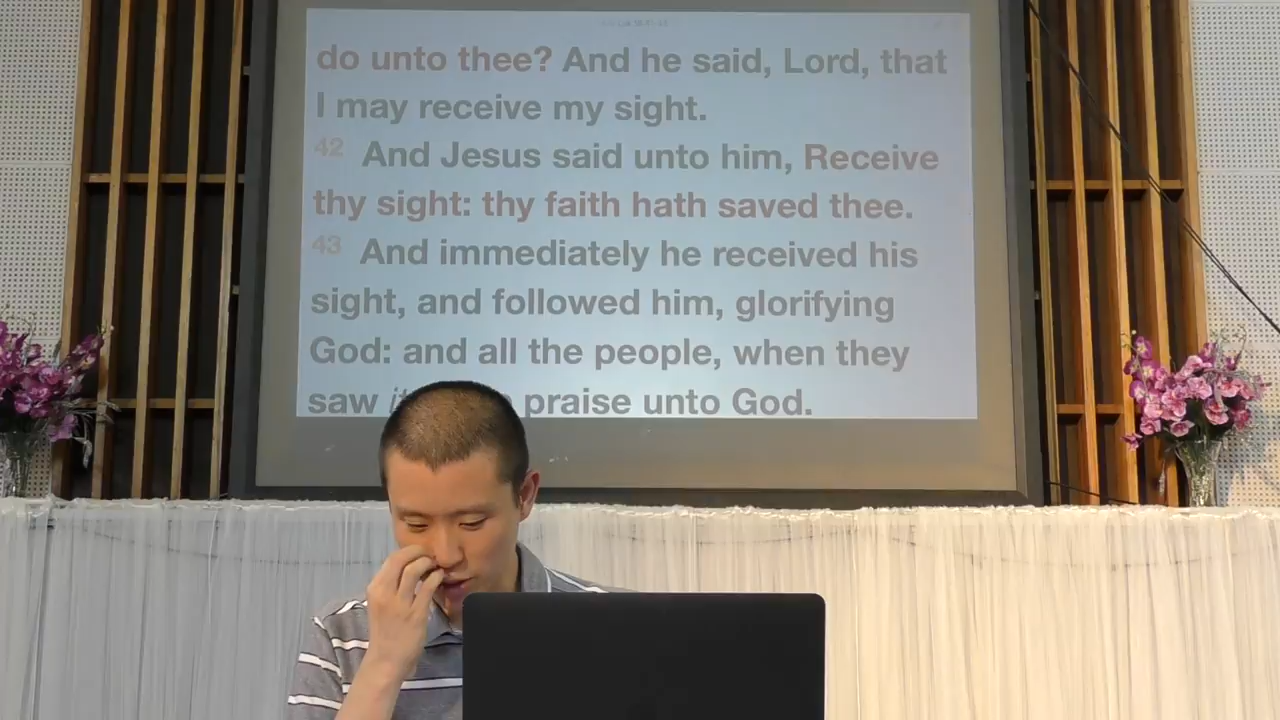 do unto thee? And he said, Lord, that
I may receive my sight.
42 And Jesus said unto him, Receive
thy sight: thy faith hath saved thee.
43 And immediately he received his
sight, and followed him, glorifying
God: and all the people, when they
saw praise unto God.